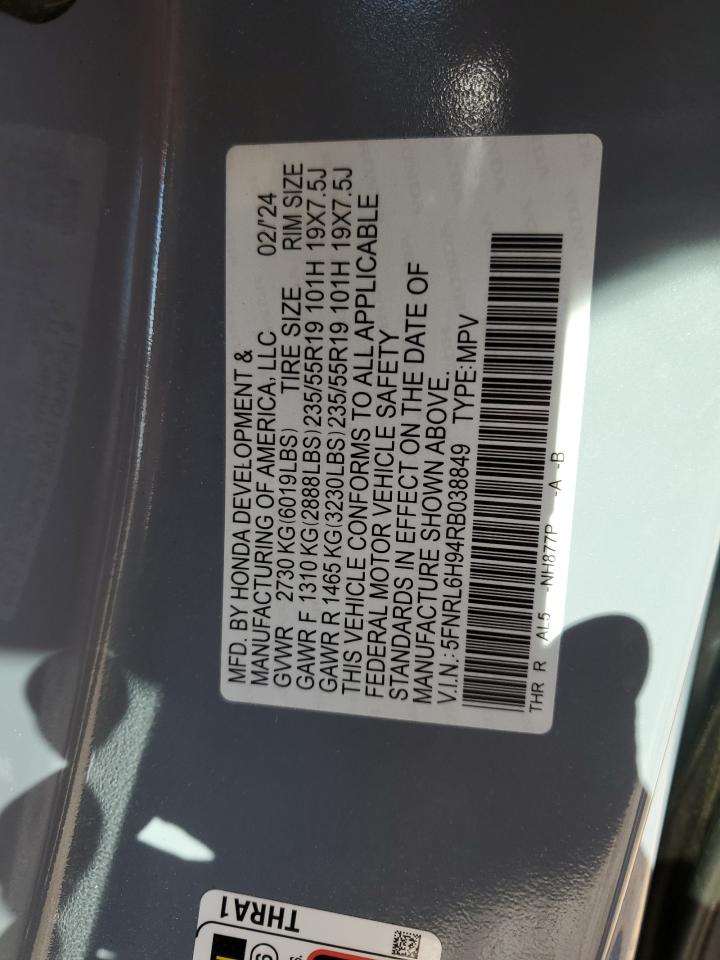 MFD. BY HONDA DEVELOPMENT &
MANUFACTURING OF AMERICA, LLC 02/'24
GVWR 2730 KG(6019LBS) TIRE SIZE RIM SIZE
GAWR F 1310 KG(2888LBS)235/55R19 101H 19X7.5J
GAWR R 1465 KG(3230LBS)235/55R19 101H 19X7.5J
THIS VEHICLE CONFORMS TO ALL APPLICABLE
FEDERAL MOTOR VEHICLE SAFETY
STANDARDS IN EFFECT ON THE DATE OF
MANUFACTURE SHOWN ABOVE.
V.I.N.:5FNRL6H94RB038849 TYPE:MPV
THR R AL5 -NH877P -A -B
THRA1